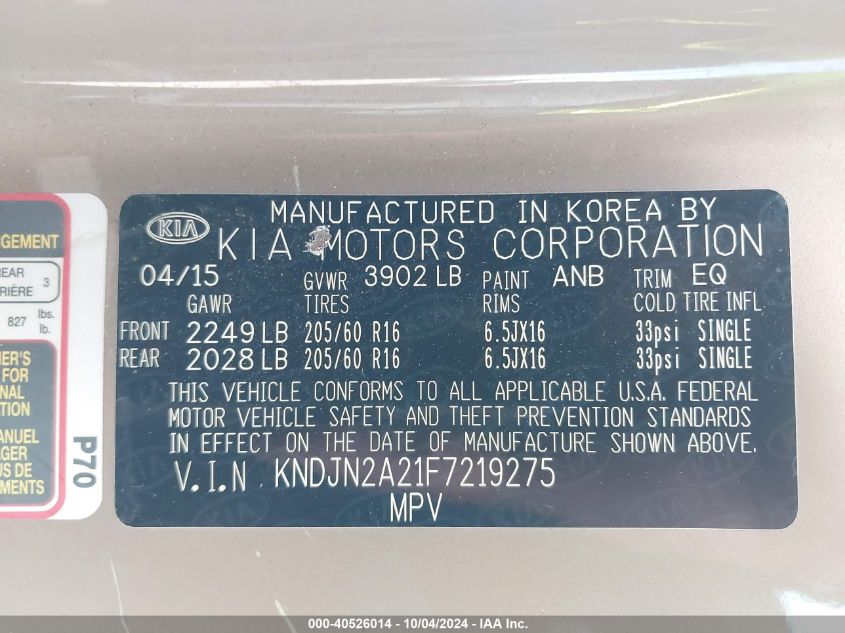 MANUFACTURED IN KOREA BY
KIA
KIA MOTORS CORPORATION
04/15 GVWR 3902 LB PAINT ANB TRIM EQ
GAWR TIRES RIMS COLD TIRE INFL
FRONT 2249 LB 205/60 R16 6.5JX16 33psi SINGLE
REAR 2028 LB 205/60 R16 6.5JX16 33psi SINGLE
THIS VEHICLE CONFORMS TO ALL APPLICABLE U.S.A. FEDERAL
MOTOR VEHICLE SAFETY AND THEFT PREVENTION STANDARDS
IN EFFECT ON THE DATE OF MANUFACTURE SHOWN ABOVE.
V.I.N KNDJN2A21F7219275
MPV
GEMENT
REAR 3
RIÈRE
827 lbs.
lb.
ER'S
FOR
NAL
ATION
ANUEL
AGER
US DE
EMENTS
P70
000-40526014 - 10/04/2024 - IAA Inc.